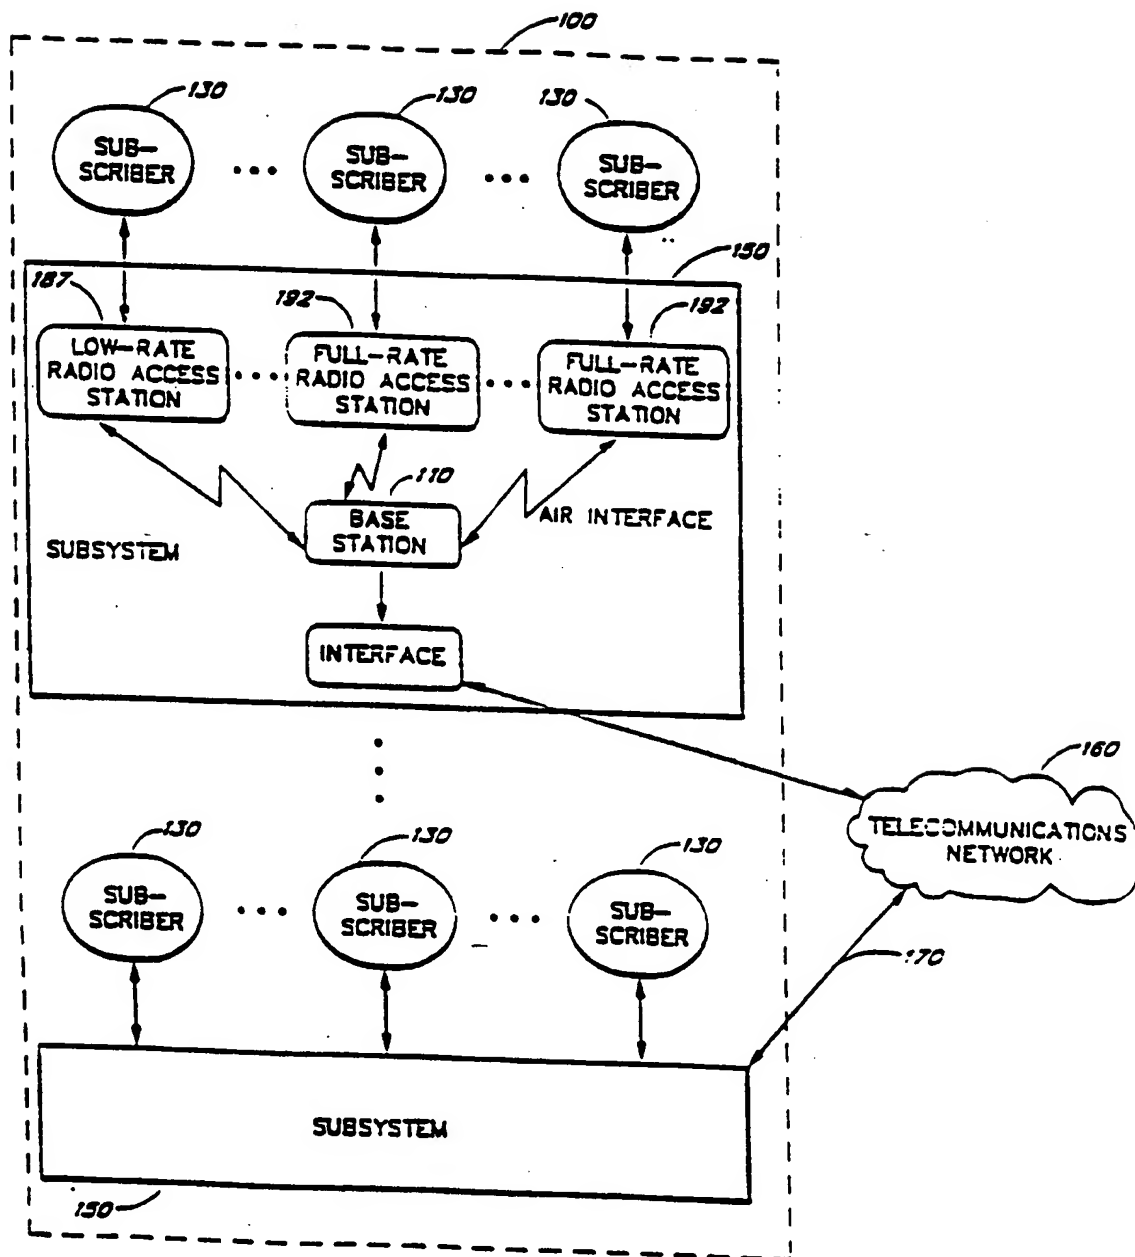 100
130
130
130
SUB-
SCRIBER
SUB-
SCRIBER
SUB-
SCRIBER
150
187
192
192
LOW-RATE
RADIO ACCESS
STATION
FULL-RATE
RADIO ACCESS
STATION
FULL-RATE
RADIO ACCESS
STATION
110
BASE
STATION
AIR INTERFACE
SUBSYSTEM
INTERFACE
160
TELECOMMUNICATIONS
NETWORK
130
130
130
SUB-
SCRIBER
SUB-
SCRIBER
SUB-
SCRIBER
170
SUBSYSTEM
150